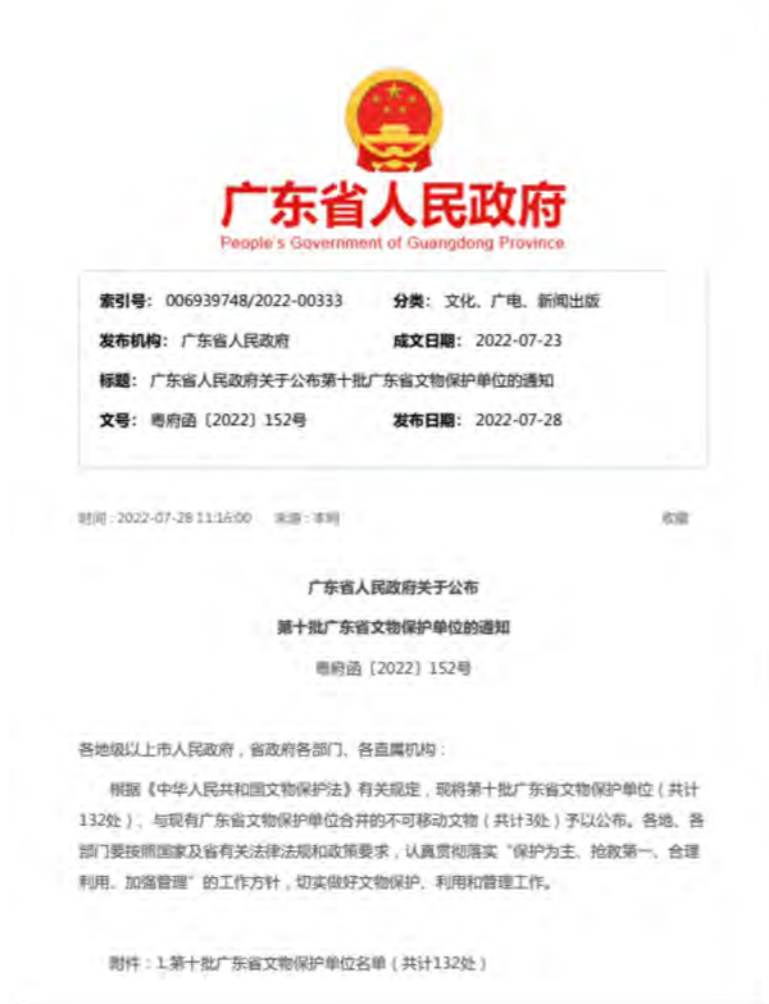 广东省人民政府
People's Government of Guangdong Province
索引号： 006939748/2022-00333 分类： 文化、广电、新闻出版
发布机构： 广东省人民政府 成文日期： 2022-07-23
标题： 广东省人民政府关于公布第十批广东省文物保护单位的通知
文号： 粤府函〔2022〕152号 发布日期： 2022-07-28
时间 : 2022-07-28 11:16:00 来源 : 本网 收藏
广东省人民政府关于公布
第十批广东省文物保护单位的通知
粤府函〔2022〕152号
各地级以上市人民政府，省政府各部门、各直属机构：
根据《中华人民共和国文物保护法》有关规定，现将第十批广东省文物保护单位（共计
132处）、与现有广东省文物保护单位合并的不可移动文物（共计3处）予以公布。各地、各
部门要按照国家及省有关法律法规和政策要求，认真贯彻落实“保护为主、抢救第一、合理
利用、加强管理”的工作方针，切实做好文物保护、利用和管理工作。
附件：1.第十批广东省文物保护单位名单（共计132处）